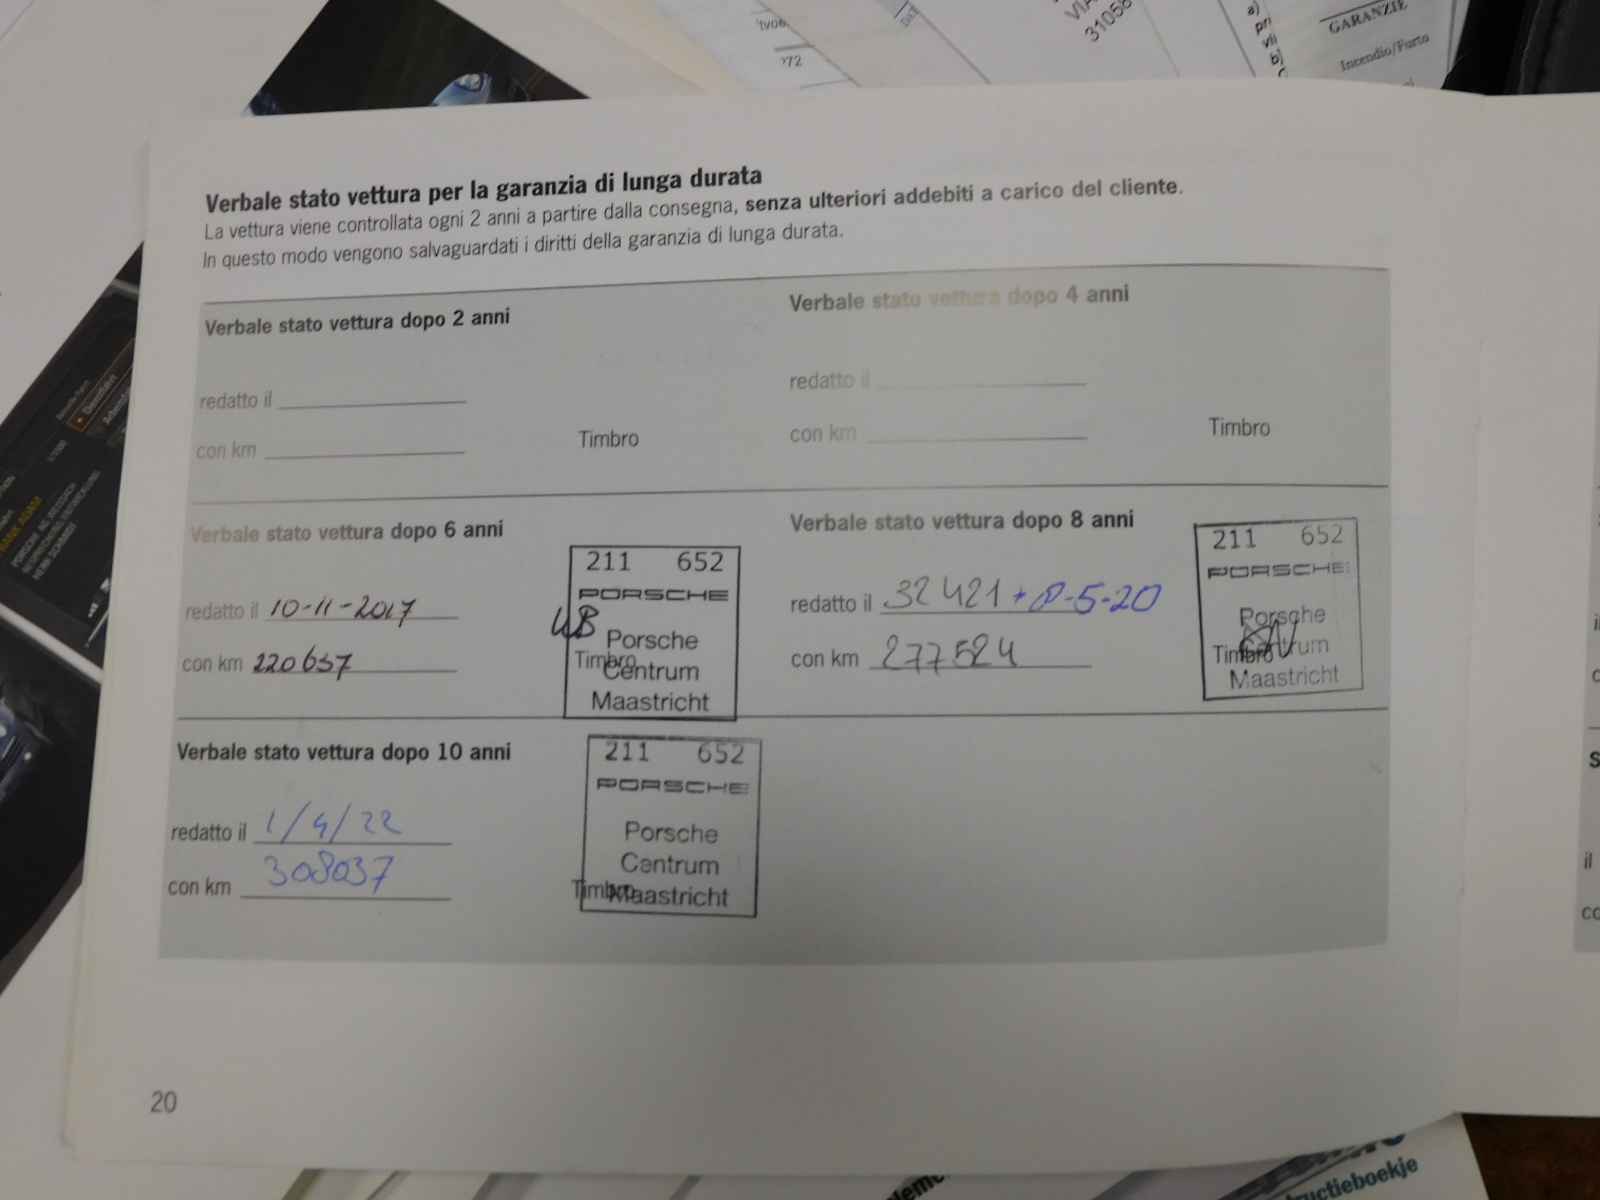 Verbale stato vettura per la garanzia di lunga durata
La vettura viene controllata ogni 2 anni a partire dalla consegna, senza ulteriori addebiti a carico del cliente.
In questo modo vengono salvaguardati i diritti della garanzia di lunga durata.
Verbale stato vettura dopo 2 anni
redatto il
con km
Timbro
Verbale stato vettura dopo 4 anni
redatto il
con km
Timbro
Verbale stato vettura dopo 6 anni
redatto il 10-11-2017
con km 220657
Timbro
211 652
PORSCHE
Porsche
Centrum
Maastricht
Verbale stato vettura dopo 8 anni
redatto il 32421 + 8-5-20
con km 277524
Timbro
211 652
PORSCHE
Porsche
Centrum
Maastricht
Verbale stato vettura dopo 10 anni
redatto il 1/4/22
con km 308037
Timbro
211 652
PORSCHE
Porsche
Centrum
Maastricht
20
31058
GARANZIE
Incendio/Furto
ructieboekje